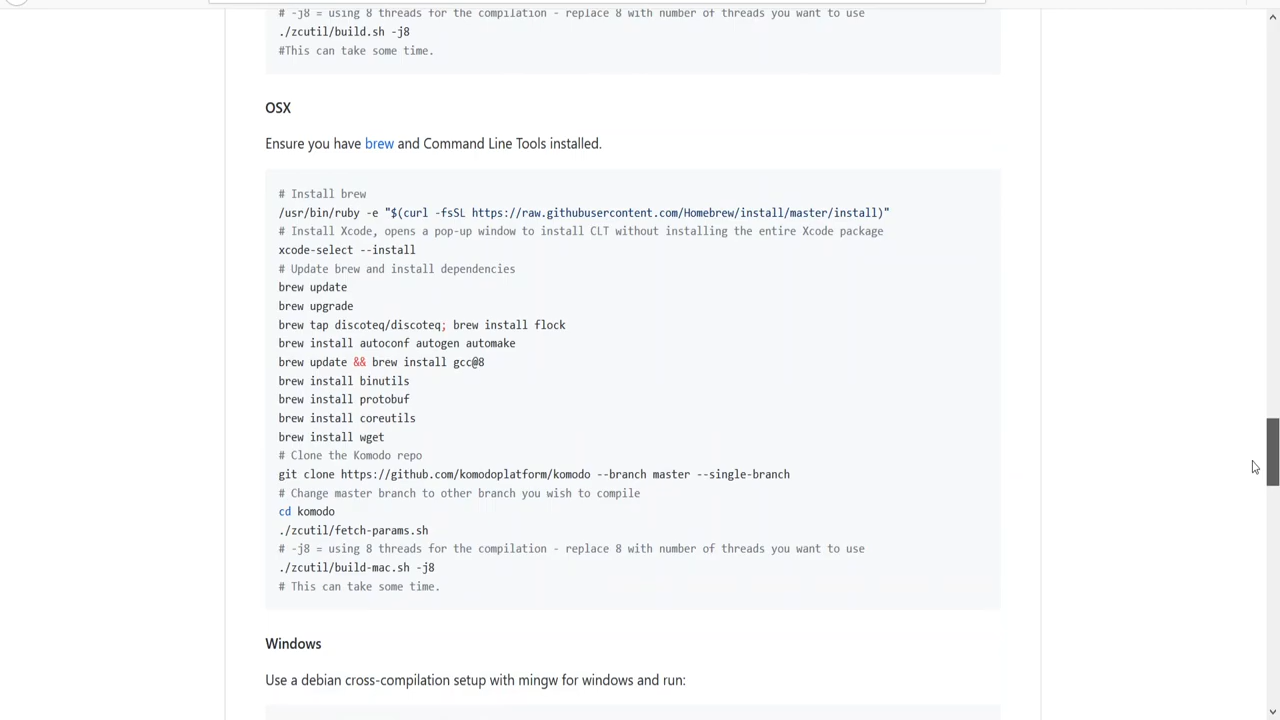 # -j8 = using 8 threads for the compilation - replace 8 with number of threads you want to use
./zcutil/build.sh -j8
#This can take some time.
OSX
Ensure you have brew and Command Line Tools installed.
# Install brew
/usr/bin/ruby -e "$(curl -fsSL https://raw.githubusercontent.com/Homebrew/install/master/install)"
# Install Xcode, opens a pop-up window to install CLT without installing the entire Xcode package
xcode-select --install
# Update brew and install dependencies
brew update
brew upgrade
brew tap discoteq/discoteq; brew install flock
brew install autoconf autogen automake
brew update && brew install gcc@8
brew install binutils
brew install protobuf
brew install coreutils
brew install wget
# Clone the Komodo repo
git clone https://github.com/komodoplatform/komodo --branch master --single-branch
# Change master branch to other branch you wish to compile
cd komodo
./zcutil/fetch-params.sh
# -j8 = using 8 threads for the compilation - replace 8 with number of threads you want to use
./zcutil/build-mac.sh -j8
# This can take some time.
Windows
Use a debian cross-compilation setup with mingw for windows and run: